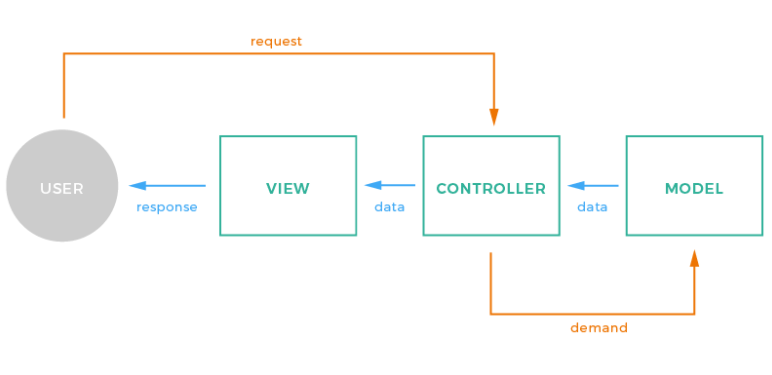 request
USER
VIEW
CONTROLLER
MODEL
response
data
data
demand